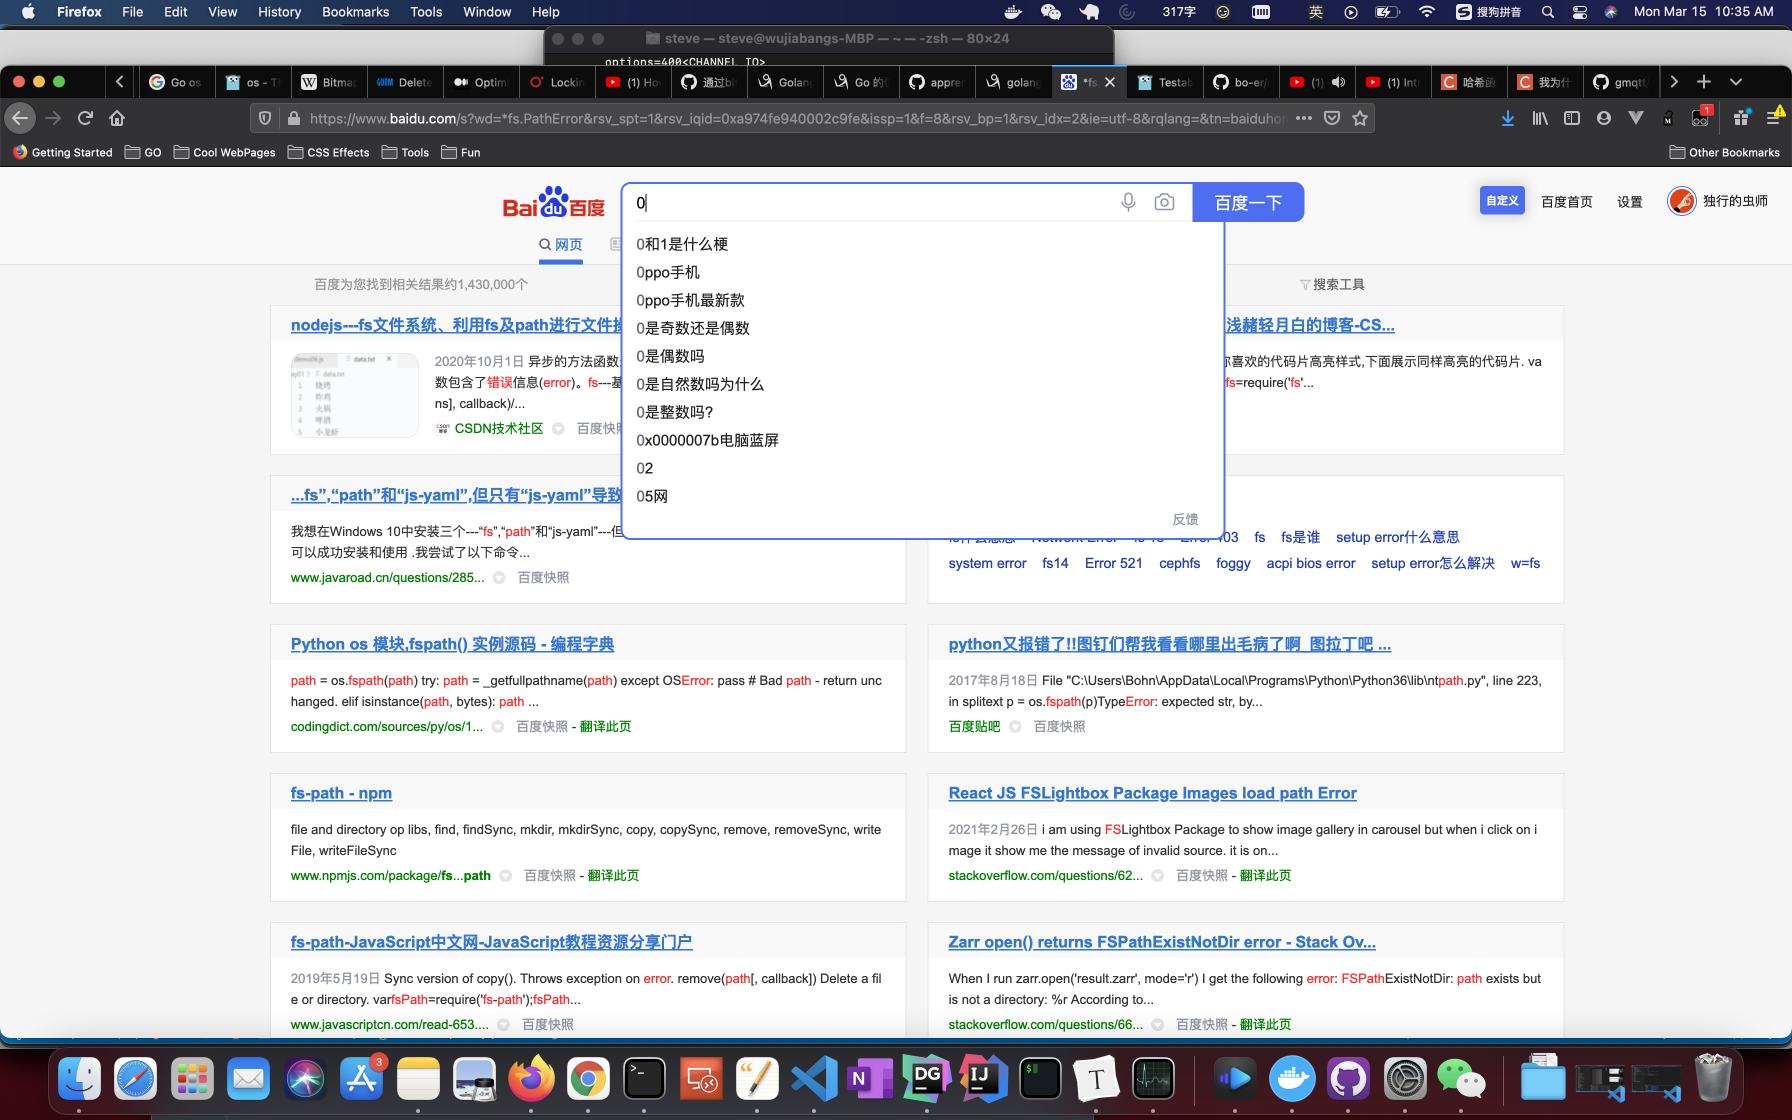 Firefox File Edit View History Bookmarks Tools Window Help 317字 英 搜狗拼音 Mon Mar 15 10:35 AM
steve — steve@wujiabangs-MBP — ~ — -zsh — 80×24
options=400<CHANNEL_IO>
Go os os - T Bitmap GORM Delete Optim Lockin (1) Ho 通过bit Golang Go 的 appre golang *fs Testab bo-er/ (1) (1) Intr 哈希函 我为什 gmqtt/
https://www.baidu.com/s?wd=*fs.PathError&rsv_spt=1&rsv_iqid=0xa974fe940002c9fe&issp=1&f=8&rsv_bp=1&rsv_idx=2&ie=utf-8&rqlang=&tn=baiduhon
1
Getting Started GO Cool WebPages CSS Effects Tools Fun Other Bookmarks
Bai du 百度 0 百度一下 自定义 百度首页 设置 独行的虫师
网页
0和1是什么梗
0ppo手机
0ppo手机最新款
0是奇数还是偶数
0是偶数吗
0是自然数吗为什么
0是整数吗?
0x0000007b电脑蓝屏
02
05网
反馈
百度为您找到相关结果约1,430,000个 搜索工具
nodejs---fs文件系统、利用fs及path进行文件操
2020年10月1日 异步的方法函数
数包含了错误信息(error)。fs---基
ns], callback)/...
CSDN技术社区 百度快照
浅赭轻月白的博客-CS...
你喜欢的代码片高亮样式,下面展示同样高亮的代码片. va
fs=require('fs'...
...fs”,“path”和“js-yaml”,但只有“js-yaml”导致
我想在Windows 10中安装三个---“fs”,“path”和“js-yaml”---但
可以成功安装和使用 .我尝试了以下命令...
www.javaroad.cn/questions/285... 百度快照
fs什么意思 Network Error fs 15 Error 103 fs fs是谁 setup error什么意思
system error fs14 Error 521 cephfs foggy acpi bios error setup error怎么解决 w=fs
Python os 模块,fspath() 实例源码 - 编程字典
path = os.fspath(path) try: path = _getfullpathname(path) except OSError: pass # Bad path - return unc
hanged. elif isinstance(path, bytes): path ...
codingdict.com/sources/py/os/1... 百度快照 - 翻译此页
python又报错了!!图钉们帮我看看哪里出毛病了啊_图拉丁吧 ...
2017年8月18日 File "C:\Users\Bohn\AppData\Local\Programs\Python\Python36\lib\ntpath.py", line 223,
in splitext p = os.fspath(p)TypeError: expected str, by...
百度贴吧 百度快照
fs-path - npm
file and directory op libs, find, findSync, mkdir, mkdirSync, copy, copySync, remove, removeSync, write
File, writeFileSync
www.npmjs.com/package/fs...path 百度快照 - 翻译此页
React JS FSLightbox Package Images load path Error
2021年2月26日 i am using FSLightbox Package to show image gallery in carousel but when i click on i
mage it show me the message of invalid source. it is on...
stackoverflow.com/questions/62... 百度快照 - 翻译此页
fs-path-JavaScript中文网-JavaScript教程资源分享门户
2019年5月19日 Sync version of copy(). Throws exception on error. remove(path[, callback]) Delete a fil
e or directory. varfsPath=require('fs-path');fsPath...
www.javascriptcn.com/read-653.... 百度快照
Zarr open() returns FSPathExistNotDir error - Stack Ov...
When I run zarr.open('result.zarr', mode='r') I get the following error: FSPathExistNotDir: path exists but
is not a directory: %r According to...
stackoverflow.com/questions/66... 百度快照 - 翻译此页
3 N DG IJ T